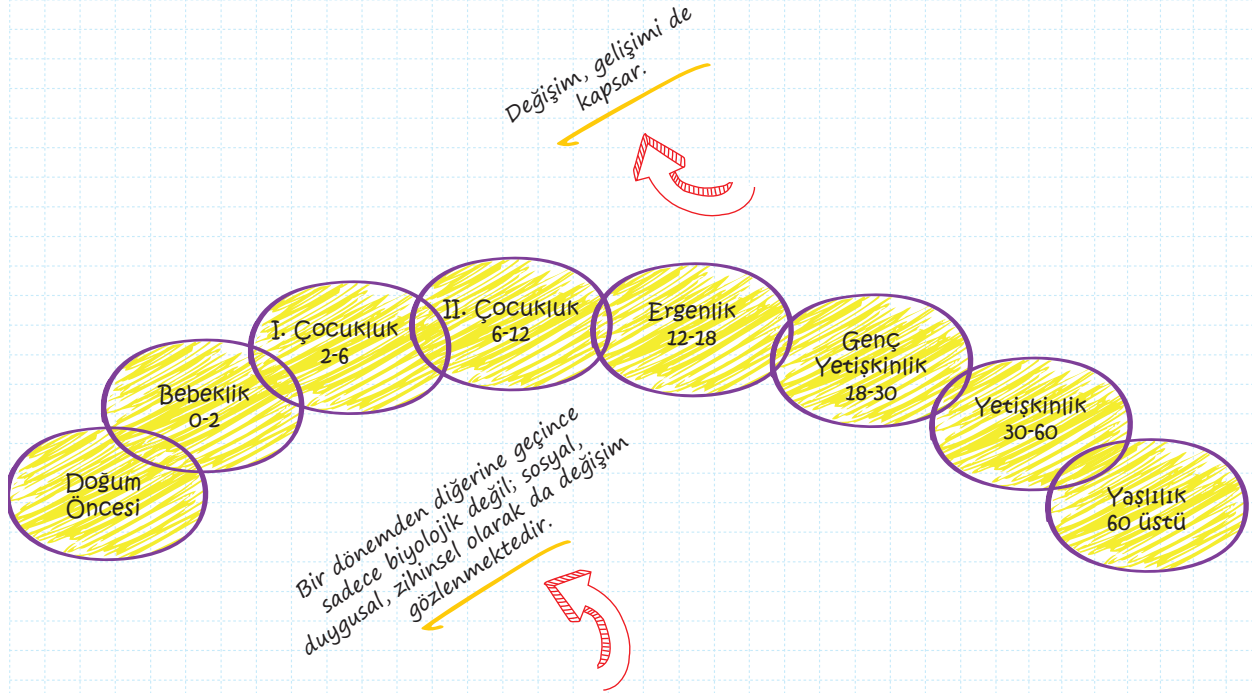 Değişim, gelişimi de
kapsar.
Doğum
Öncesi
Bebeklik
0-2
I. Çocukluk
2-6
II. Çocukluk
6-12
Ergenlik
12-18
Genç
Yetişkinlik
18-30
Yetişkinlik
30-60
Yaşlılık
60 üstü
Bir dönemden diğerine geçince
sadece biyolojik değil; sosyal,
duygusal, zihinsel olarak da değişim
gözlenmektedir.